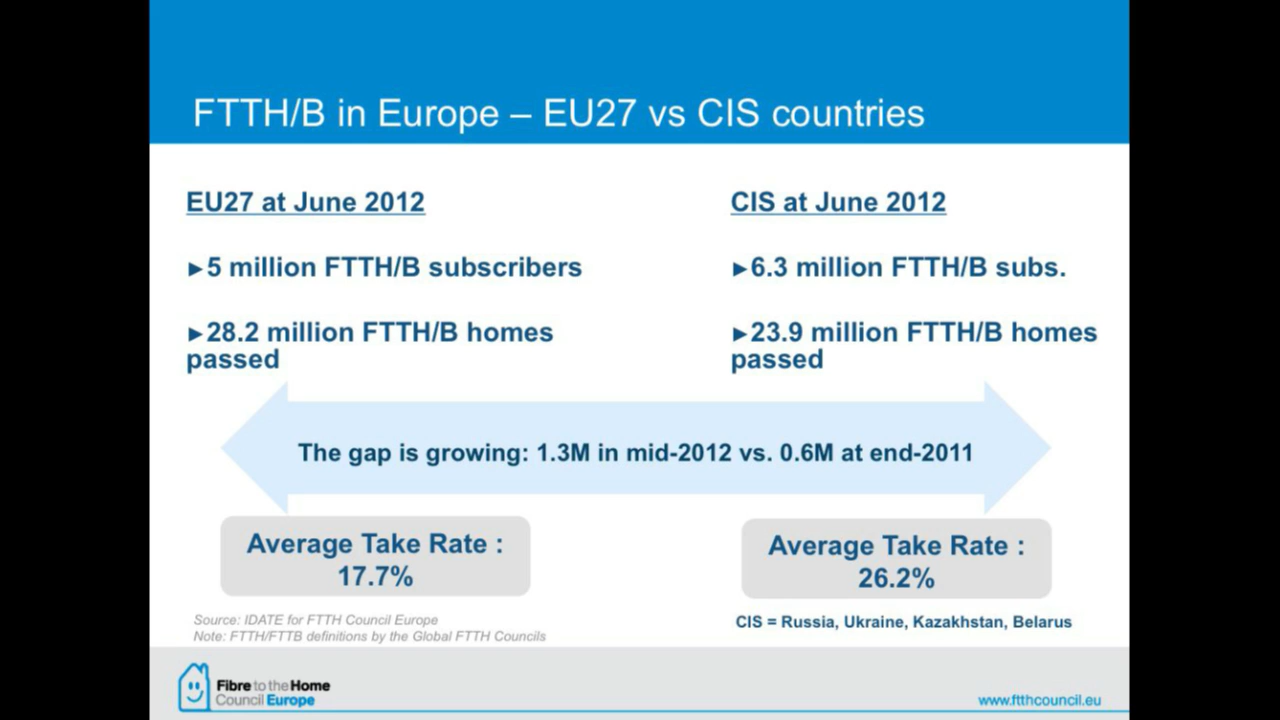 FTTH/B in Europe – EU27 vs CIS countries
EU27 at June 2012
►5 million FTTH/B subscribers
►28.2 million FTTH/B homes
passed
CIS at June 2012
►6.3 million FTTH/B subs.
►23.9 million FTTH/B homes
passed
The gap is growing: 1.3M in mid-2012 vs. 0.6M at end-2011
Average Take Rate :
17.7%
Average Take Rate :
26.2%
Source: IDATE for FTTH Council Europe
Note: FTTH/FTTB definitions by the Global FTTH Councils
CIS = Russia, Ukraine, Kazakhstan, Belarus
Fibre to the Home
Council Europe
www.ftthcouncil.eu